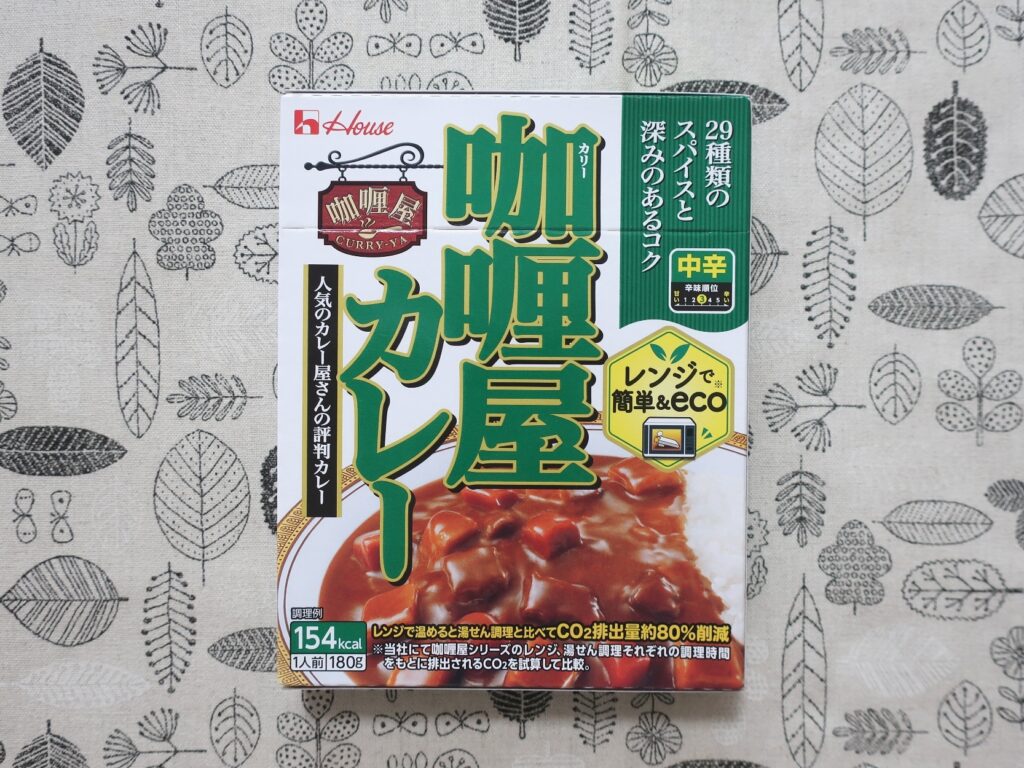 House
咖喱屋
CURRY-YA
カリー
咖喱屋
カレー
人気のカレー屋さんの評判カレー
29種類の
スパイスと
深みのあるコク
中辛
辛味順位
甘い 1 2 3 4 5 辛い
レンジで※
簡単&eco
調理例
154kcal
1人前 180g
レンジで温めると湯せん調理と比べてCO2排出量約80%削減
※当社にて咖喱屋シリーズのレンジ、湯せん調理それぞれの調理時間
をもとに排出されるCO2を試算して比較。